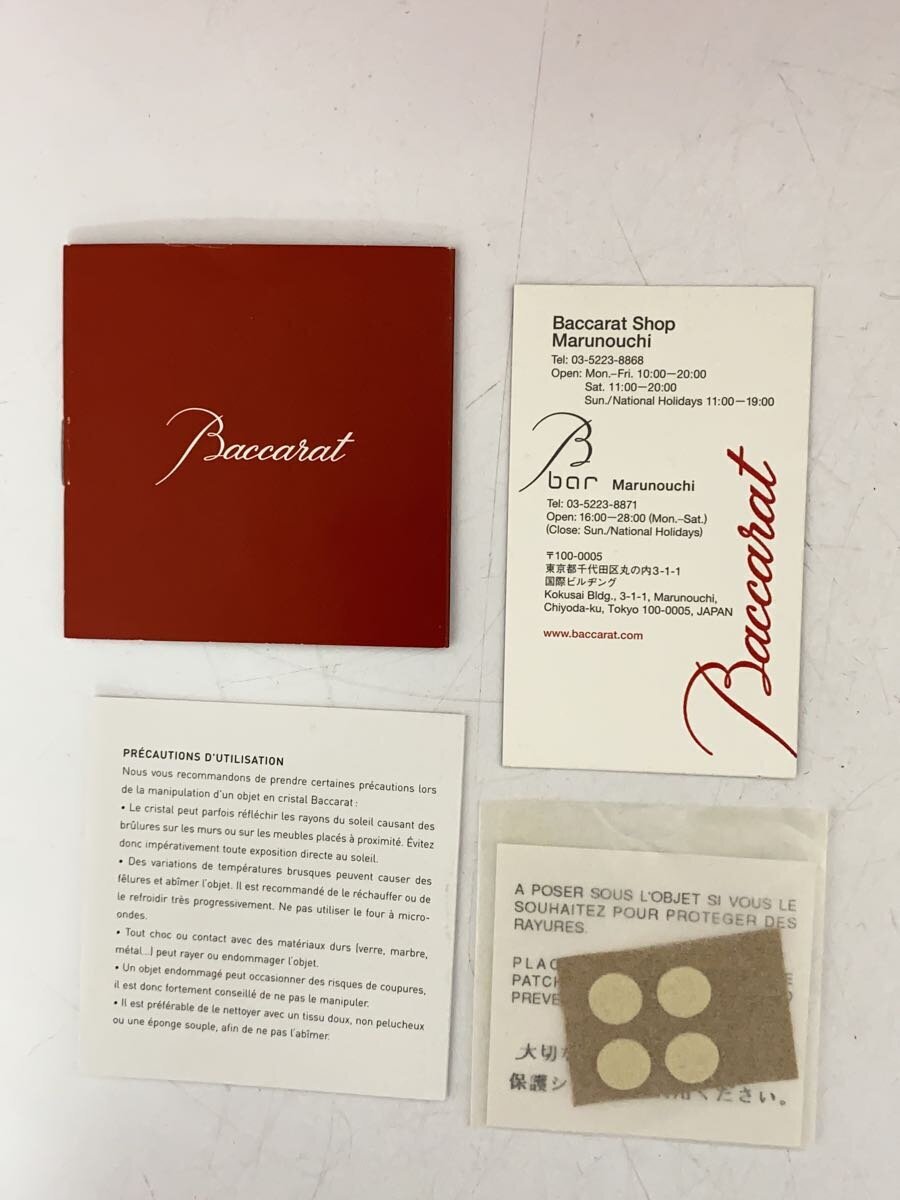 Baccarat
Baccarat Shop
Marunouchi
Tel: 03-5223-8868
Open: Mon.-Fri. 10:00-20:00
Sat. 11:00-20:00
Sun./National Holidays 11:00-19:00
B
bar Marunouchi
Tel: 03-5223-8871
Open: 16:00-28:00 (Mon.-Sat.)
(Close: Sun./National Holidays)
〒100-0005
東京都千代田区丸の内3-1-1
国際ビルヂング
Kokusai Bldg., 3-1-1, Marunouchi,
Chiyoda-ku, Tokyo 100-0005, JAPAN
www.baccarat.com
Baccarat
PRÉCAUTIONS D'UTILISATION
Nous vous recommandons de prendre certaines précautions lors
de la manipulation d'un objet en cristal Baccarat :
• Le cristal peut parfois réfléchir les rayons du soleil causant des
brûlures sur les murs ou sur les meubles placés à proximité. Évitez
donc impérativement toute exposition directe au soleil.
• Des variations de températures brusques peuvent causer des
fêlures et abîmer l'objet. Il est recommandé de le réchauffer ou de
le refroidir très progressivement. Ne pas utiliser le four à micro-
ondes.
• Tout choc ou contact avec des matériaux durs (verre, marbre,
métal...) peut rayer ou endommager l'objet.
• Un objet endommagé peut occasionner des risques de coupures,
il est donc fortement conseillé de ne pas le manipuler.
• Il est préférable de le nettoyer avec un tissu doux, non pelucheux
ou une éponge souple, afin de ne pas l'abîmer.
A POSER SOUS L'OBJET SI VOUS LE
SOUHAITEZ POUR PROTEGER DES
RAYURES.
大切
保護
ください。